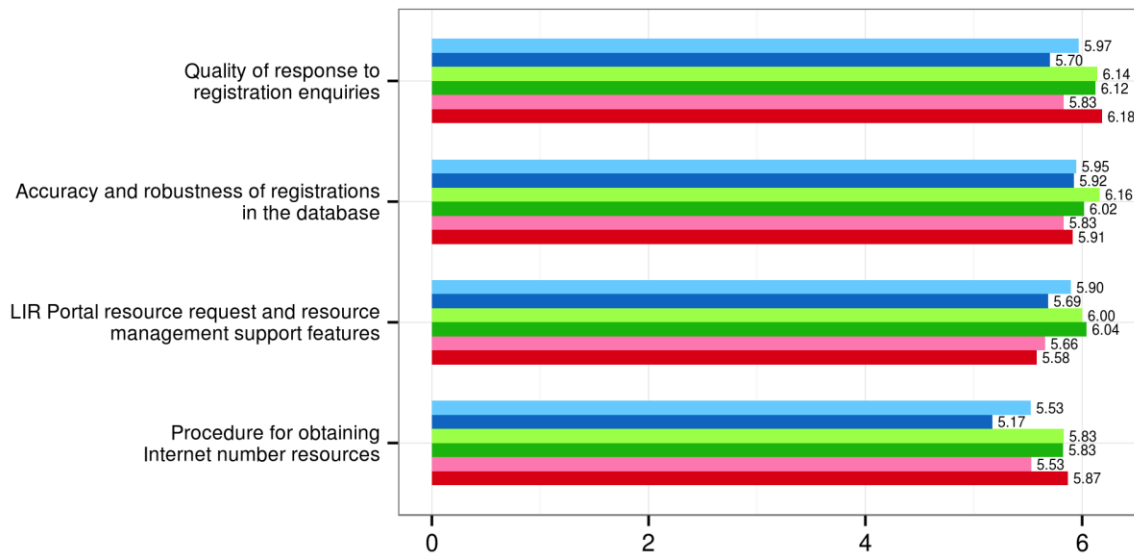 Quality of response to
registration enquiries
5.97
5.70
6.14
6.12
5.83
6.18
Accuracy and robustness of registrations
in the database
5.95
5.92
6.16
6.02
5.83
5.91
LIR Portal resource request and resource
management support features
5.90
5.69
6.00
6.04
5.66
5.58
Procedure for obtaining
Internet number resources
5.53
5.17
5.83
5.83
5.53
5.87
0 2 4 6